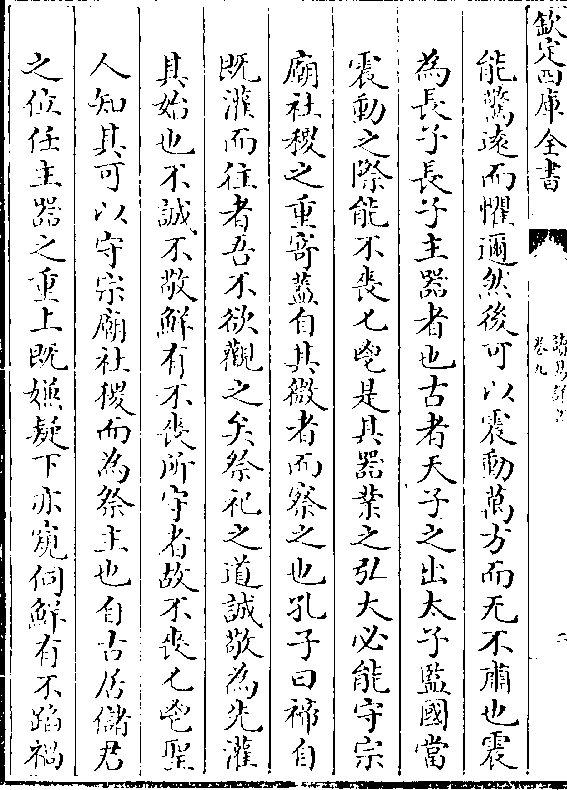 欽定四庫全書
讀易詳說
卷九
能驚逺而懼邇然後可以震動萬方而无不肅也震
為長子長子主器者也古者天子之出太子監國當
震動之際能不喪匕鬯是其器業之弘大必能守宗
廟社稷之重寄葢自其微者而察之也孔子曰禘自
既灌而往者吾不欲觀之矣祭祀之道誠敬為先灌
其始也不誠不敬鮮有不喪所守者故不喪匕鬯聖
人知其可以守宗廟社稷而為祭主也自古居儲君
之位任主器之重上既嫌疑下亦窺伺鮮有不蹈禍